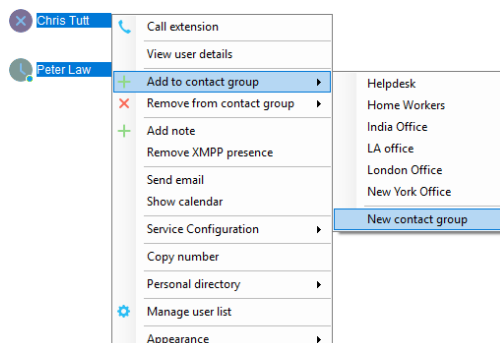 Chris Tutt
Peter Law
Call extension
View user details
Add to contact group
Remove from contact group
Add note
Remove XMPP presence
Send email
Show calendar
Service Configuration
Copy number
Personal directory
Manage user list
Appearance
Helpdesk
Home Workers
India Office
LA office
London Office
New York Office
New contact group